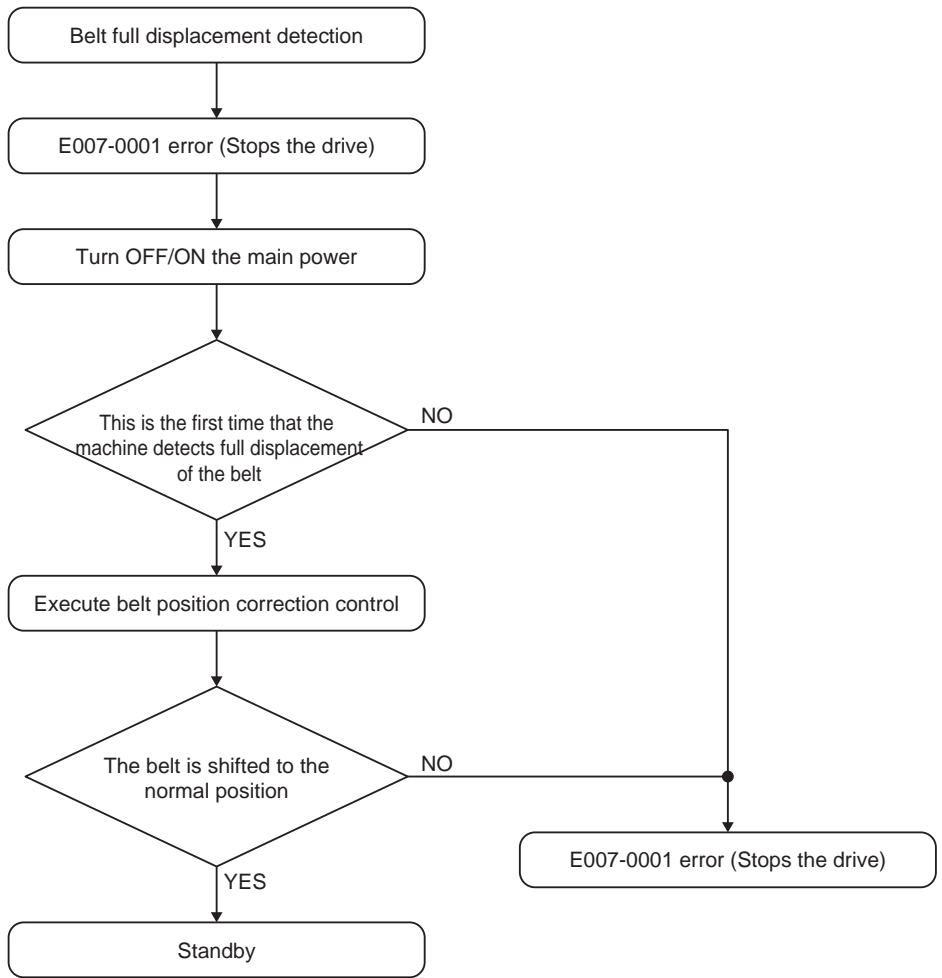 Belt full displacement detection
E007-0001 error (Stops the drive)
Turn OFF/ON the main power
This is the first time that the
machine detects full displacement
of the belt
NO
YES
Execute belt position correction control
The belt is shifted to the
normal position
NO
E007-0001 error (Stops the drive)
YES
Standby